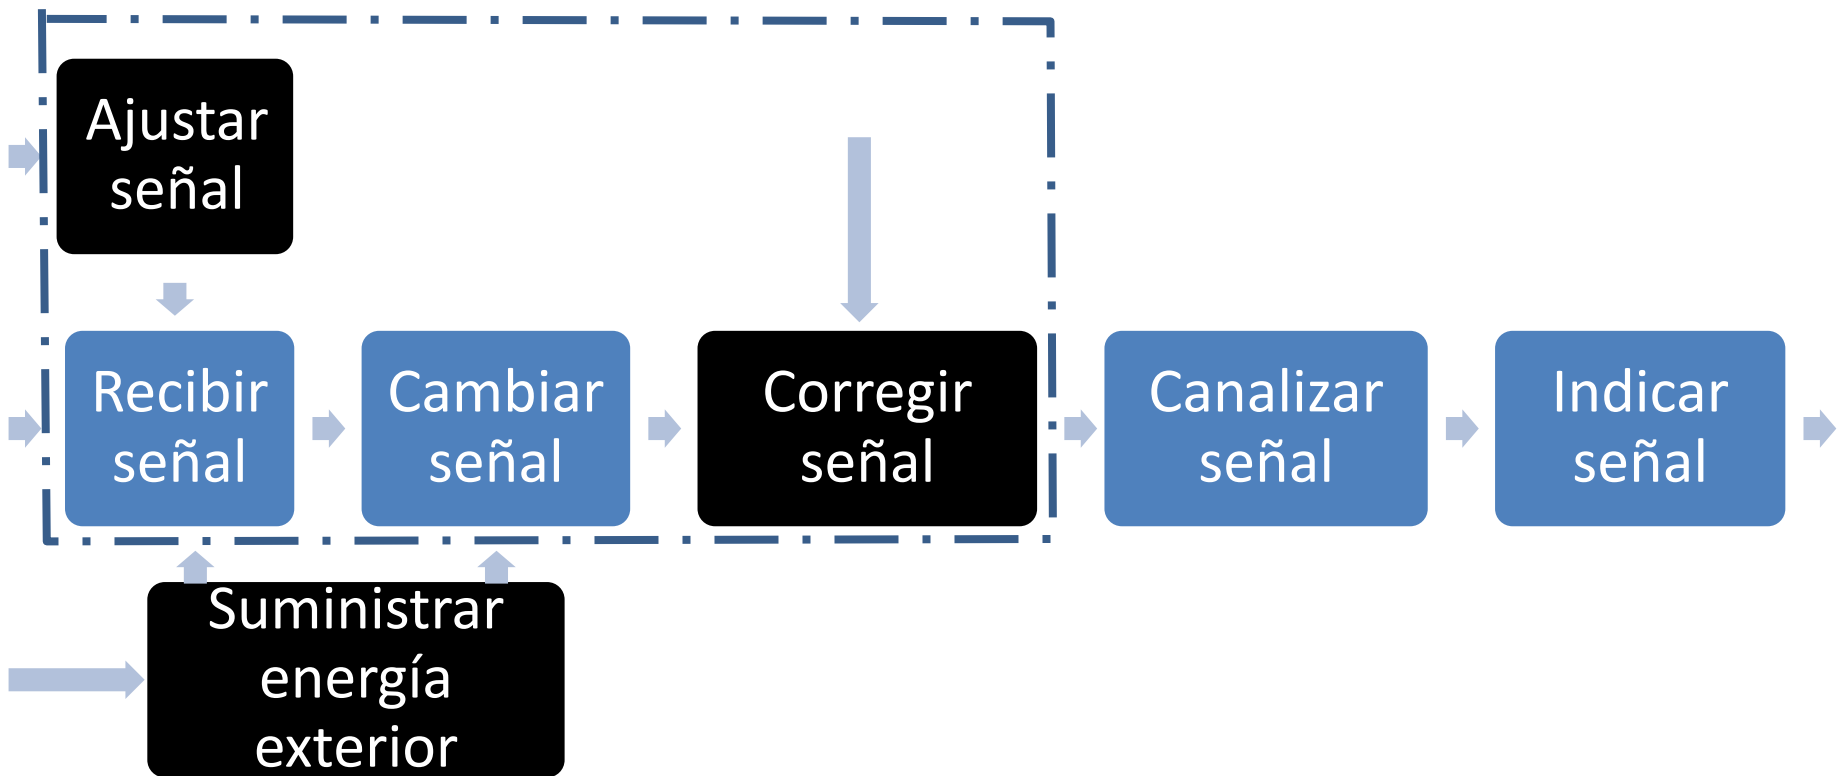 Ajustar
señal
Recibir
señal
Cambiar
señal
Corregir
señal
Canalizar
señal
Indicar
señal
Suministrar
energía
exterior